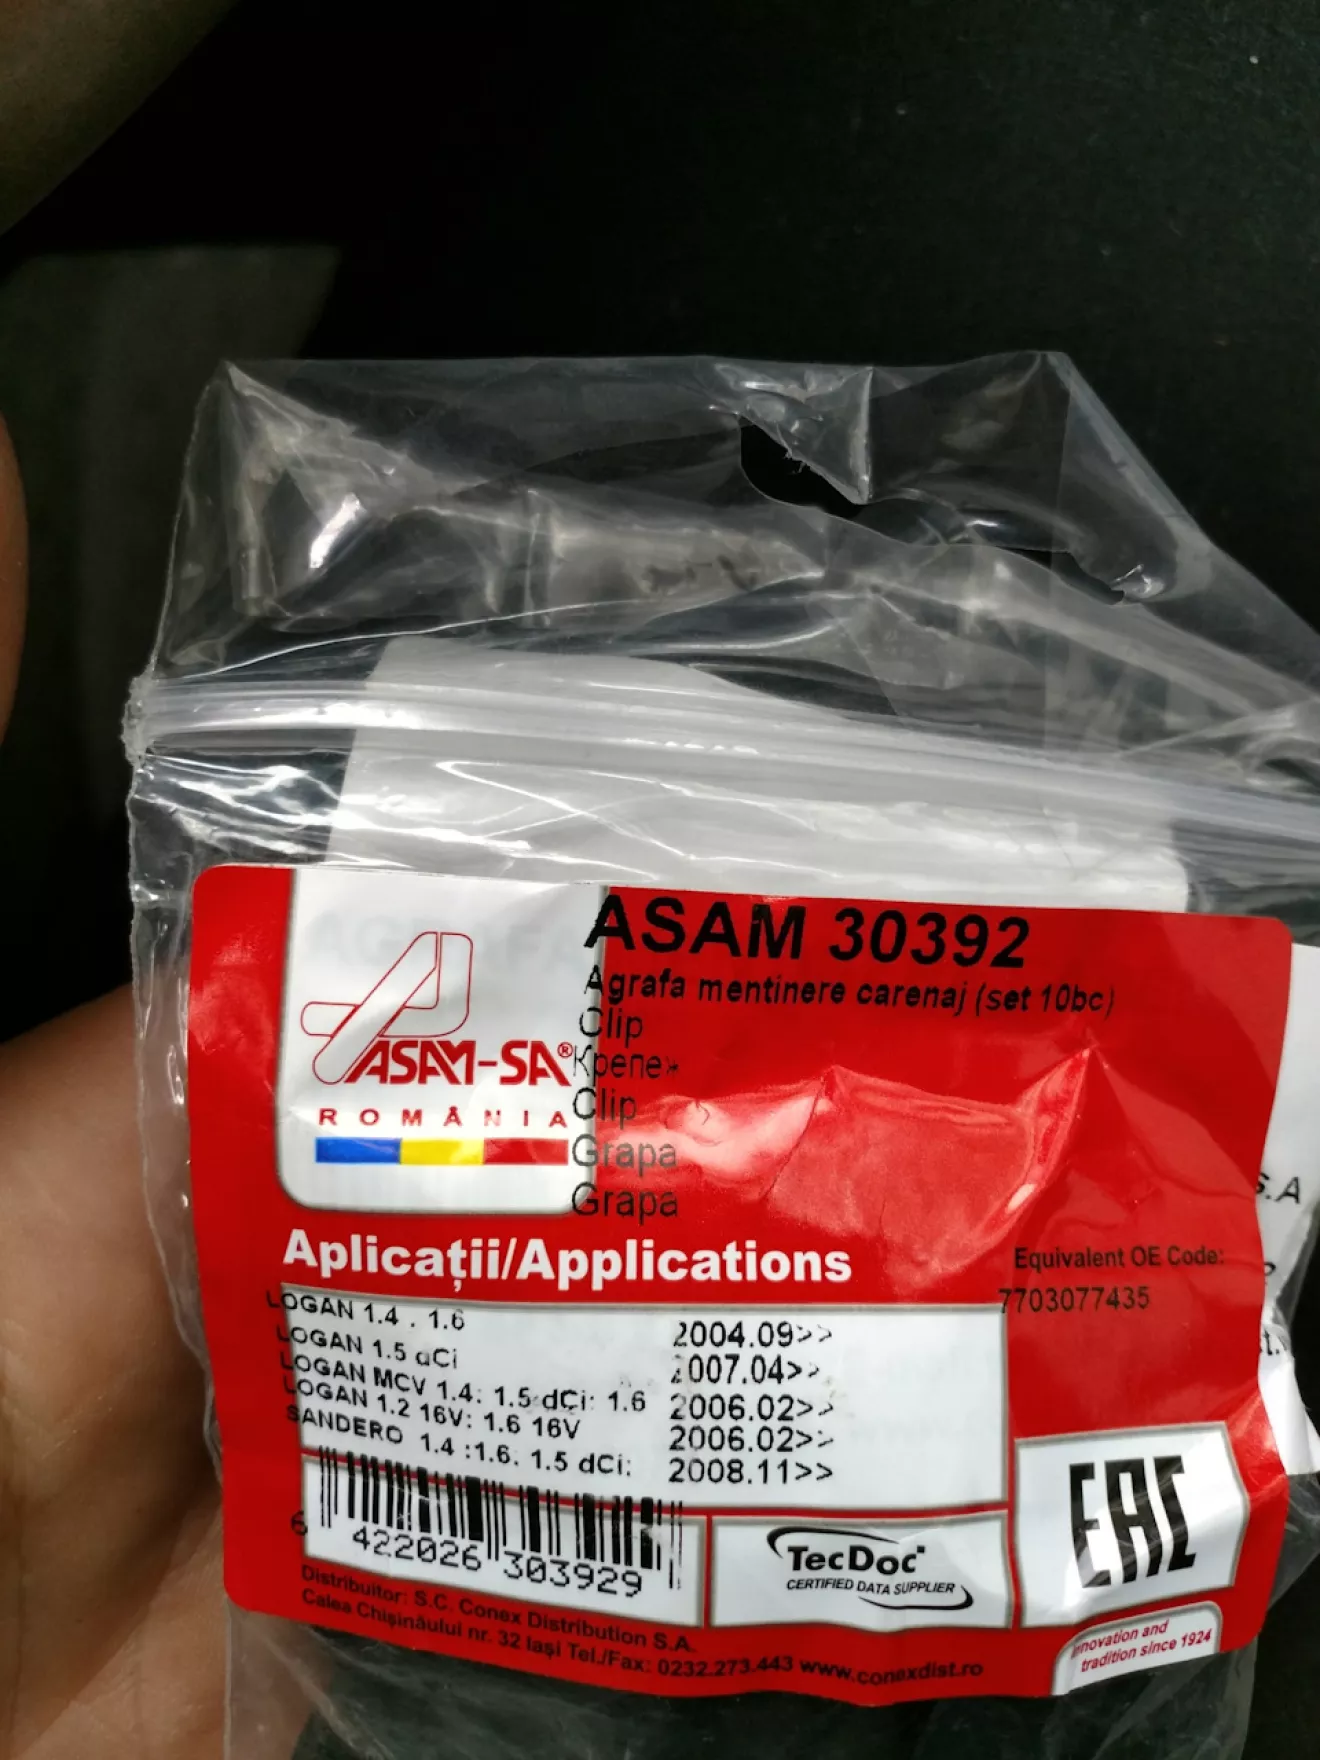 ASAM 30392
Agrafa mentinere carenaj (set 10bc)
Clip
Крепеж
Clip
Grapa
Grapa
ASAM-SA®
ROMÂNIA
Aplicații/Applications
Equivalent OE Code:
7703077435
LOGAN 1.4 . 1.6 2004.09>>
LOGAN 1.5 dCi 2007.04>>
LOGAN MCV 1.4: 1.5 dCi: 1.6 2006.02>>
LOGAN 1.2 16V: 1.6 16V 2006.02>>
SANDERO 1.4 :1.6. 1.5 dCi: 2008.11>>
6 422026 303929
TecDoc
CERTIFIED DATA SUPPLIER
EAC
Distribuitor: S.C. Conex Distribution S.A.
Calea Chișinăului nr. 32 Iași Tel./Fax: 0232.273.443 www.conexdist.ro
Innovation and
tradition since 1924
S.A